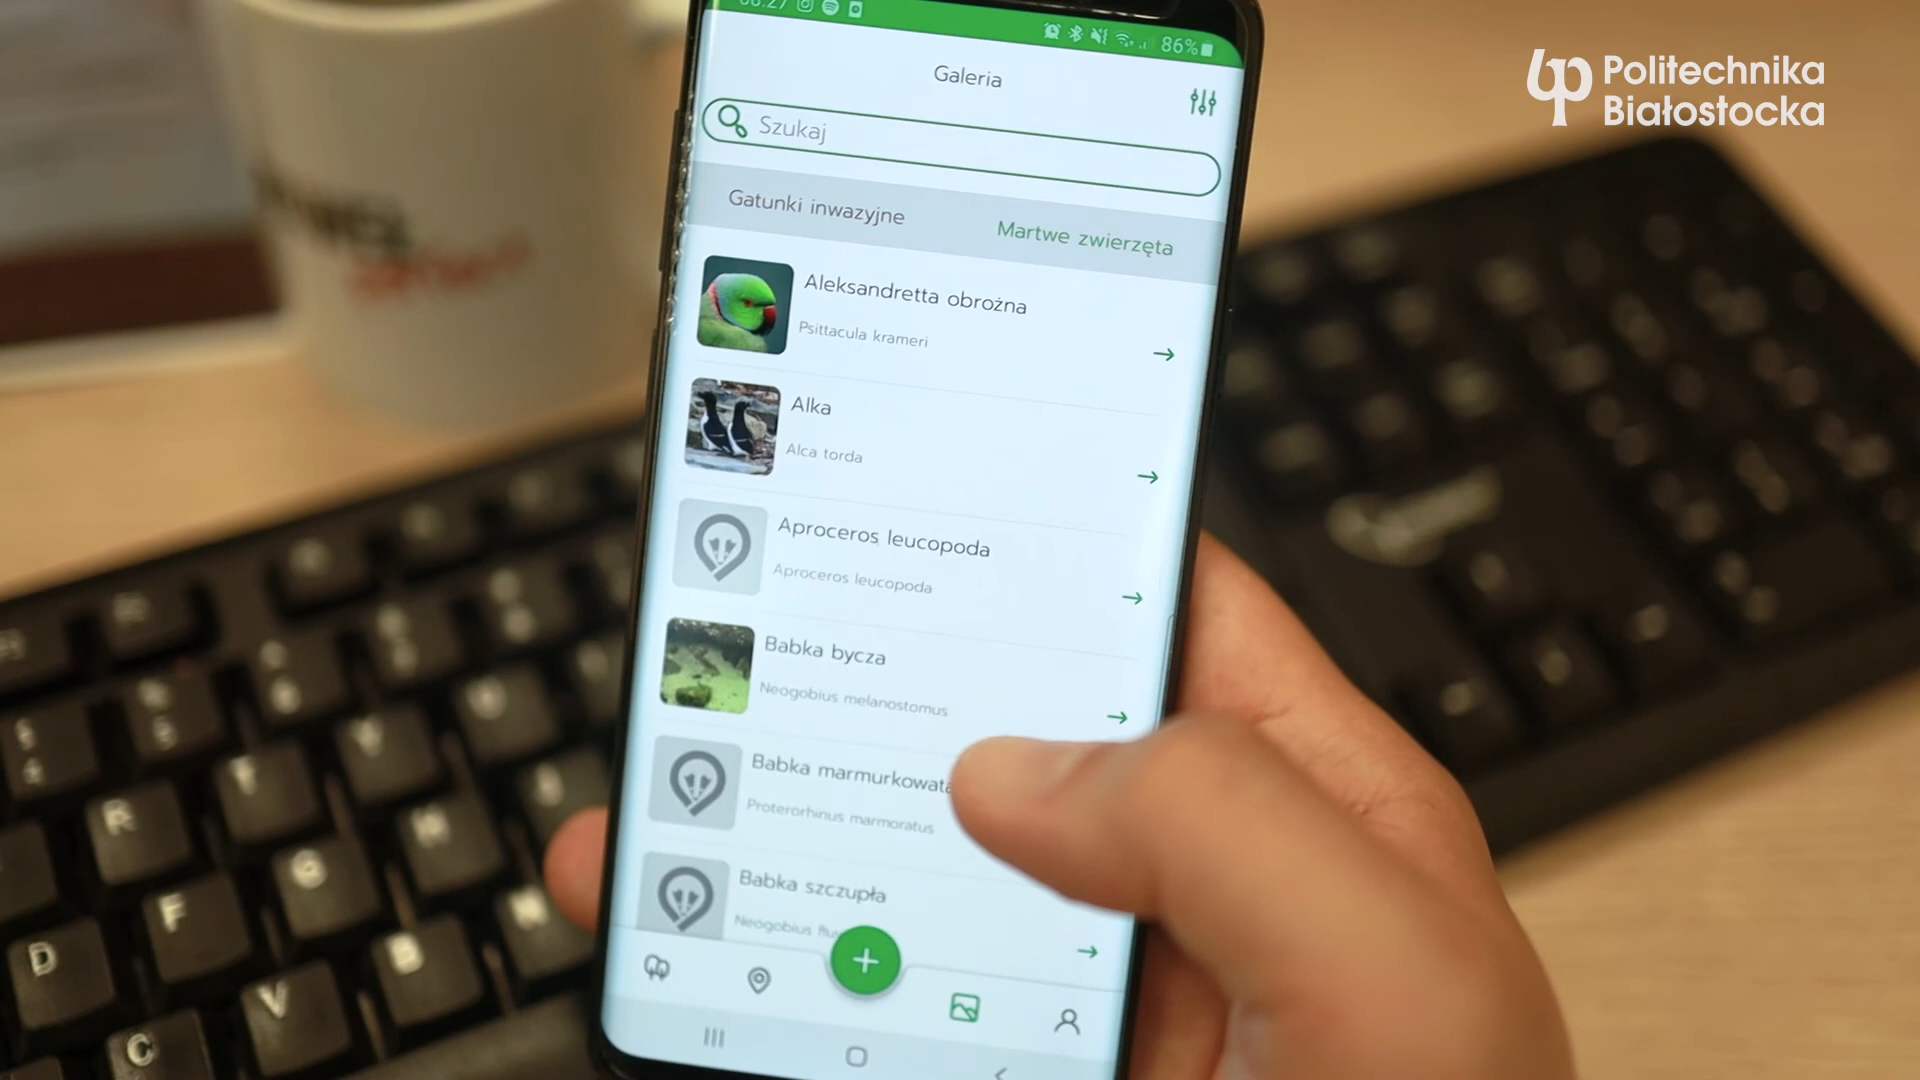 86%
Politechnika
Białostocka
Galeria
Szukaj
Gatunki inwazyjne
Martwe zwierzęta
Aleksandretta obrożna
Psittacula krameri
Alka
Alca torda
Aproceros leucopoda
Aproceros leucopoda
Babka bycza
Neogobius melanostomus
Babka marmurkowata
Proterorhinus marmoratus
Babka szczupła
Neogobius
R
T
Y
D
F
G
C
V
B
N